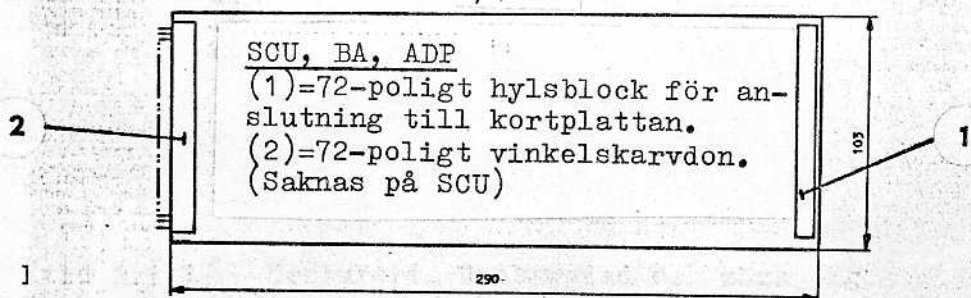 SCU, BA, ADP
(1)=72-poligt hylsblock för an-
slutning till kortplattan.
(2)=72-poligt vinkelskarvdon.
(Saknas på SCU)
2
1
103
290
]